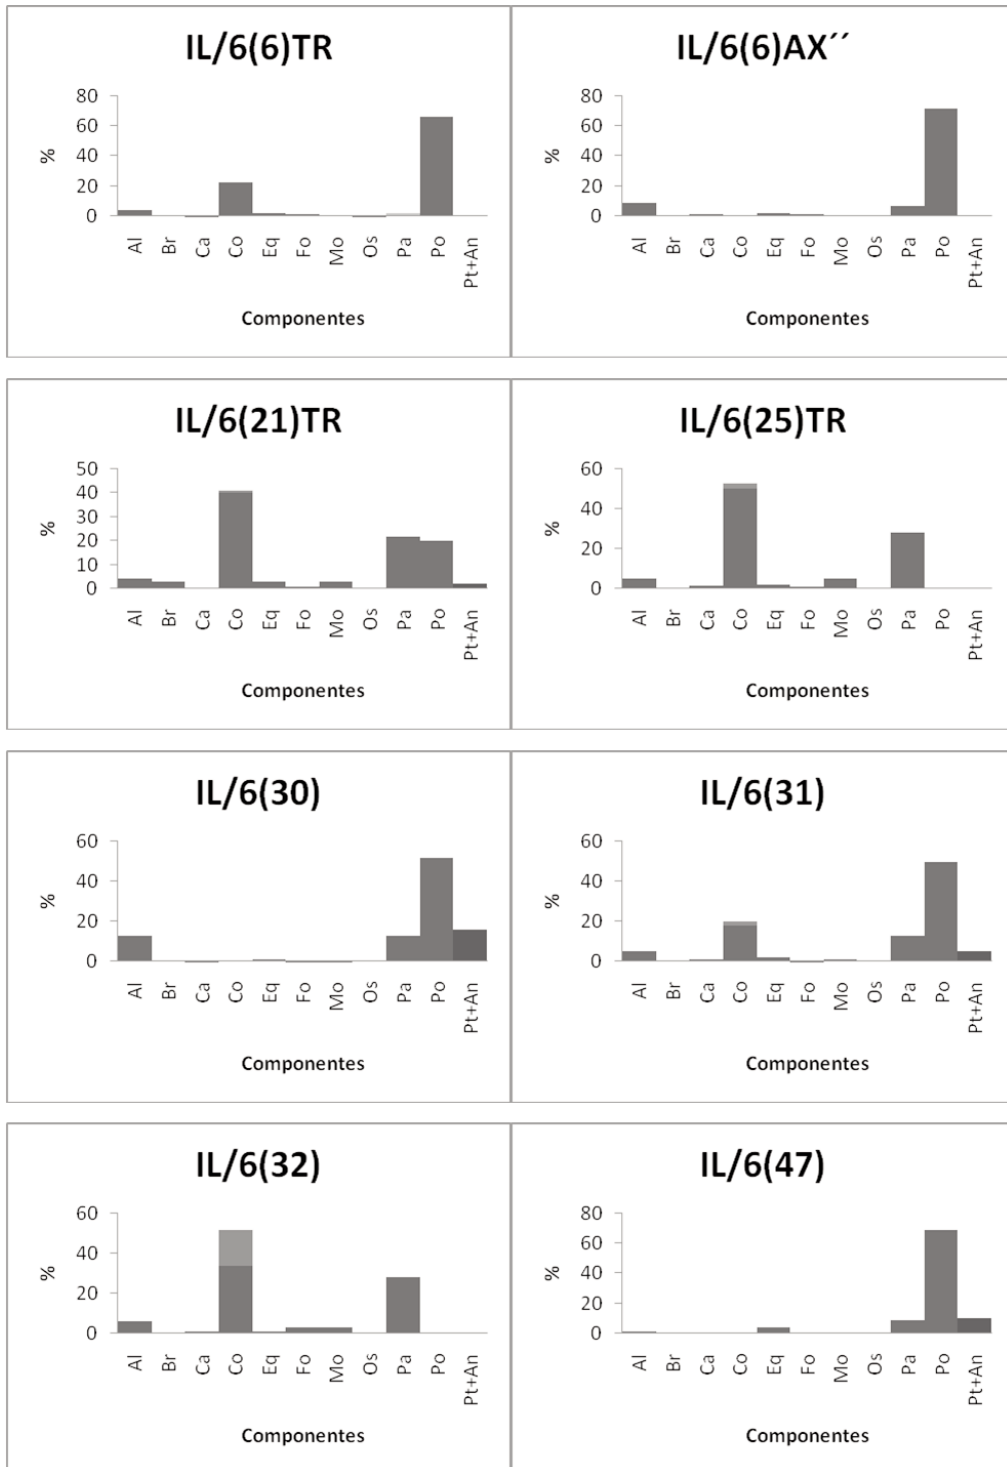 IL/6(6)TR
80
60
40
20
0
%
Al Br Ca Co Eq Fo Mo Os Pa Po Pt+An
Componentes
IL/6(6)AX´´
80
60
40
20
0
%
Al Br Ca Co Eq Fo Mo Os Pa Po Pt+An
Componentes
IL/6(21)TR
50
40
30
20
10
0
%
Al Br Ca Co Eq Fo Mo Os Pa Po Pt+An
Componentes
IL/6(25)TR
60
40
20
0
%
Al Br Ca Co Eq Fo Mo Os Pa Po Pt+An
Componentes
IL/6(30)
60
40
20
0
%
Al Br Ca Co Eq Fo Mo Os Pa Po Pt+An
Componentes
IL/6(31)
60
40
20
0
%
Al Br Ca Co Eq Fo Mo Os Pa Po Pt+An
Componentes
IL/6(32)
60
40
20
0
%
Al Br Ca Co Eq Fo Mo Os Pa Po Pt+An
Componentes
IL/6(47)
80
60
40
20
0
%
Al Br Ca Co Eq Fo Mo Os Pa Po Pt+An
Componentes